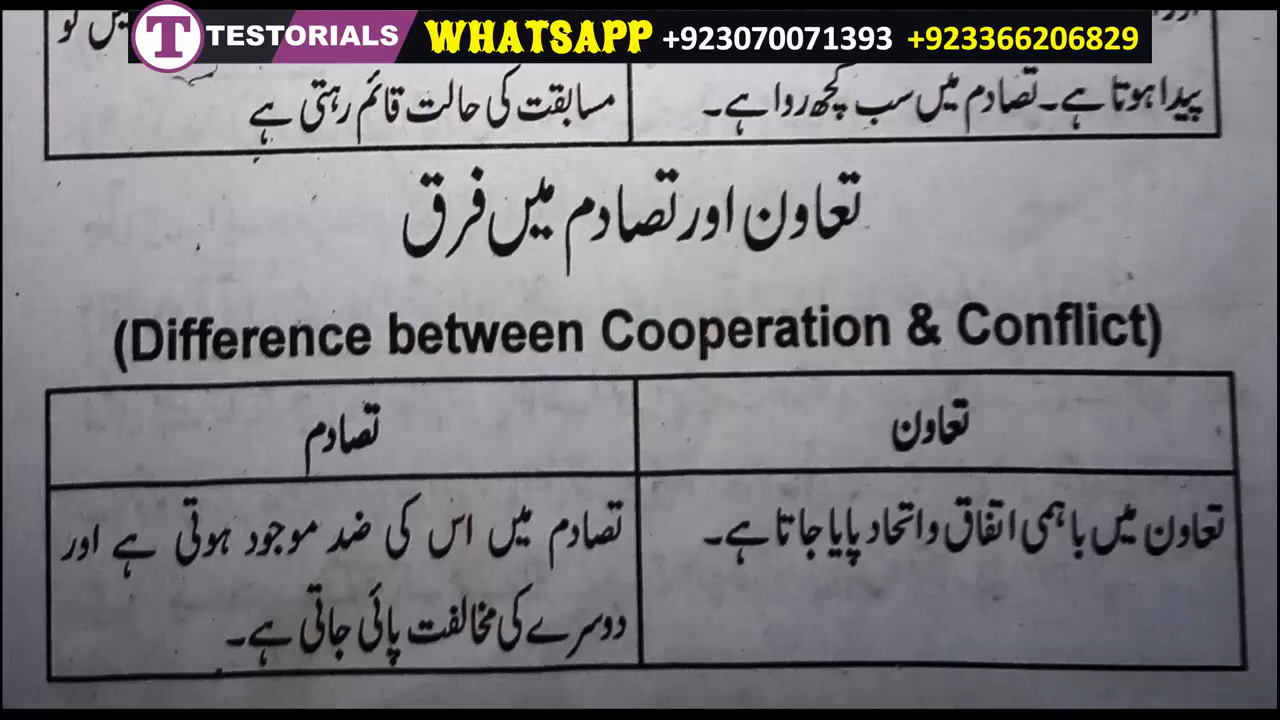 TESTORIALS WHATSAPP +923070071393 +923366206829
پیدا ہوتا ہے۔ تصادم میں سب کچھ روا ہے۔
مسابقت کی حالت قائم رہتی ہے
تعاون اور تصادم میں فرق
(Difference between Cooperation & Conflict)
تعاون
تصادم
تعاون میں باہمی اتفاق و اتحاد پایا جاتا ہے۔
تصادم میں اس کی ضد موجود ہوتی ہے اور
دوسرے کی مخالفت پائی جاتی ہے۔